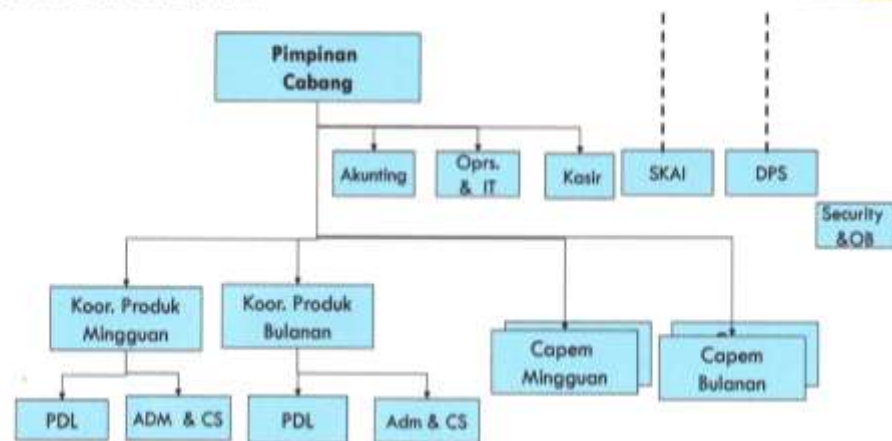 Pimpinan
Cabang
Akunting
Oprs.
& IT
Kasir
SKAI
DPS
Security
&OB
Koor. Produk
Mingguan
Koor. Produk
Bulanan
Capem
Mingguan
Capem
Bulanan
PDL
ADM & CS
PDL
Adm & CS